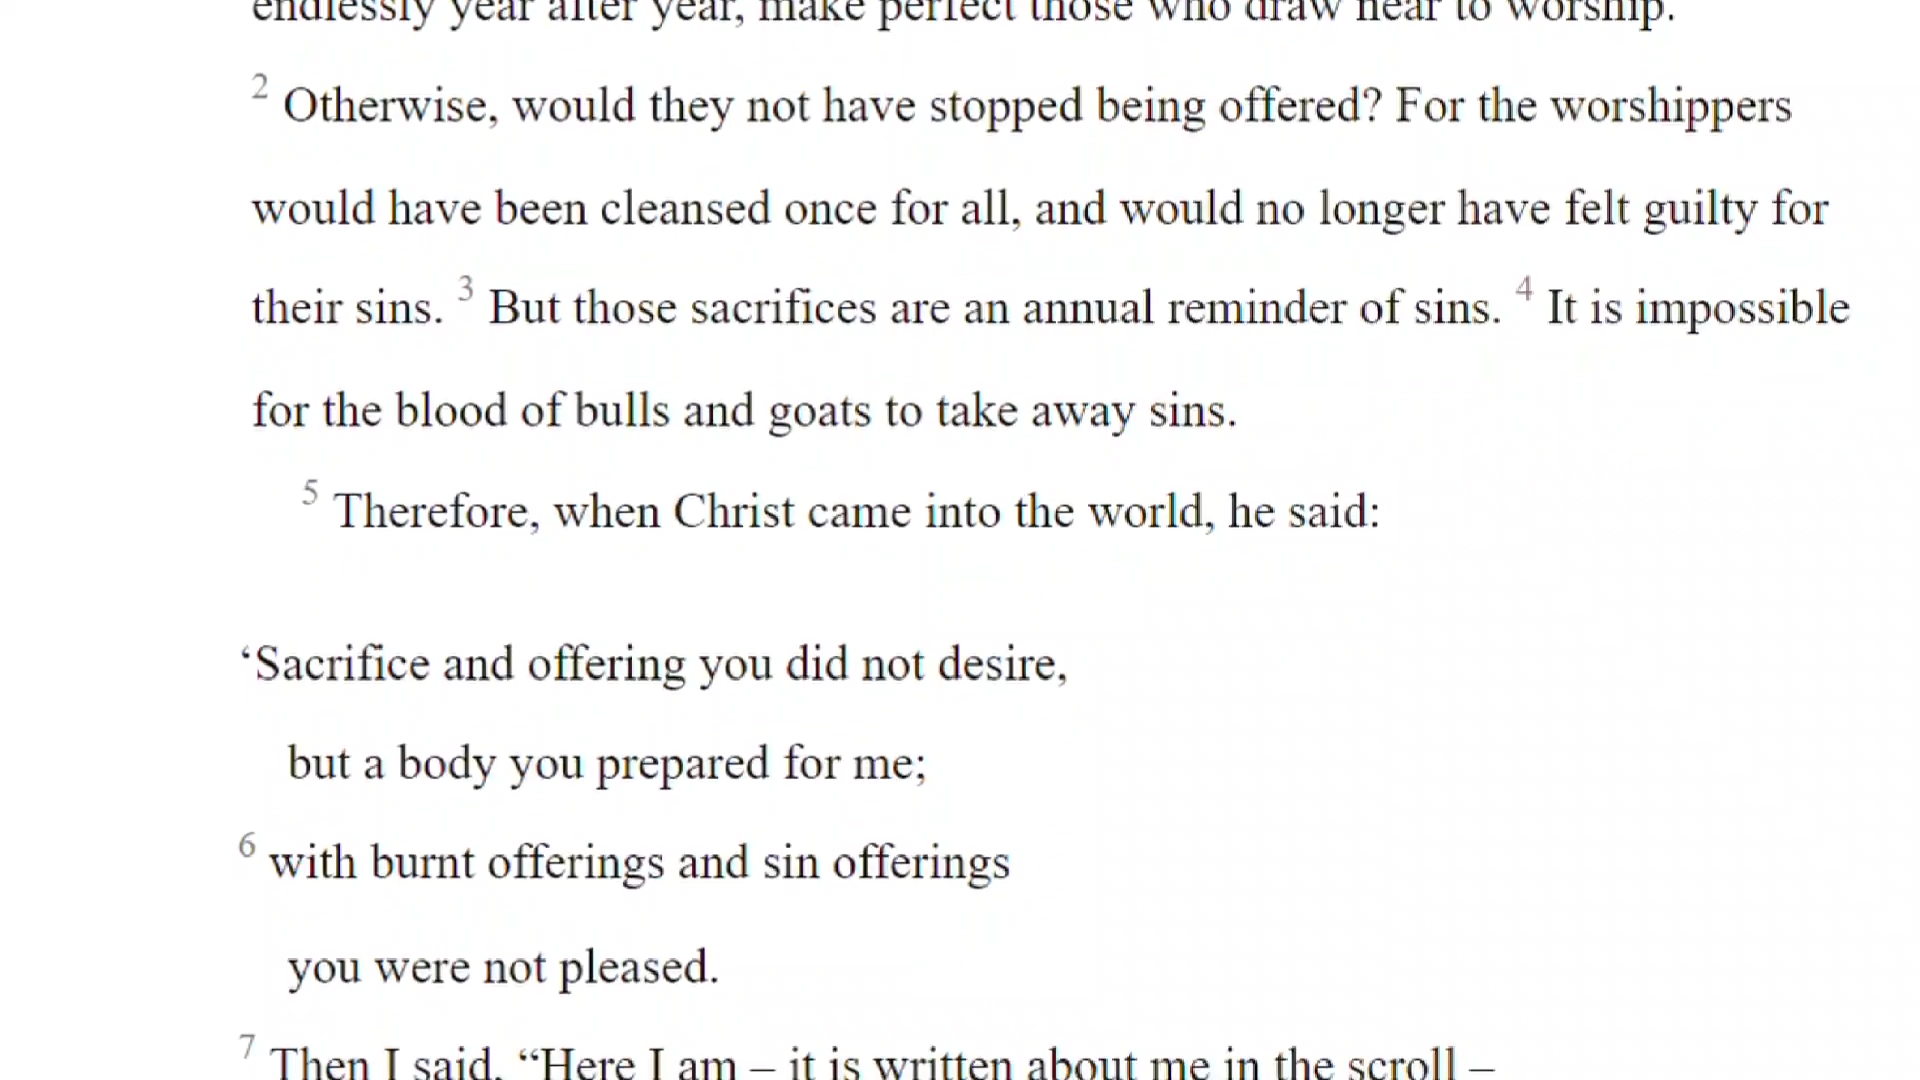 endlessly year after year, make perfect those who draw near to worship.
2 Otherwise, would they not have stopped being offered? For the worshippers
would have been cleansed once for all, and would no longer have felt guilty for
their sins. 3 But those sacrifices are an annual reminder of sins. 4 It is impossible
for the blood of bulls and goats to take away sins.
5 Therefore, when Christ came into the world, he said:
‘Sacrifice and offering you did not desire,
but a body you prepared for me;
6 with burnt offerings and sin offerings
you were not pleased.
7 Then I said, “Here I am – it is written about me in the scroll –